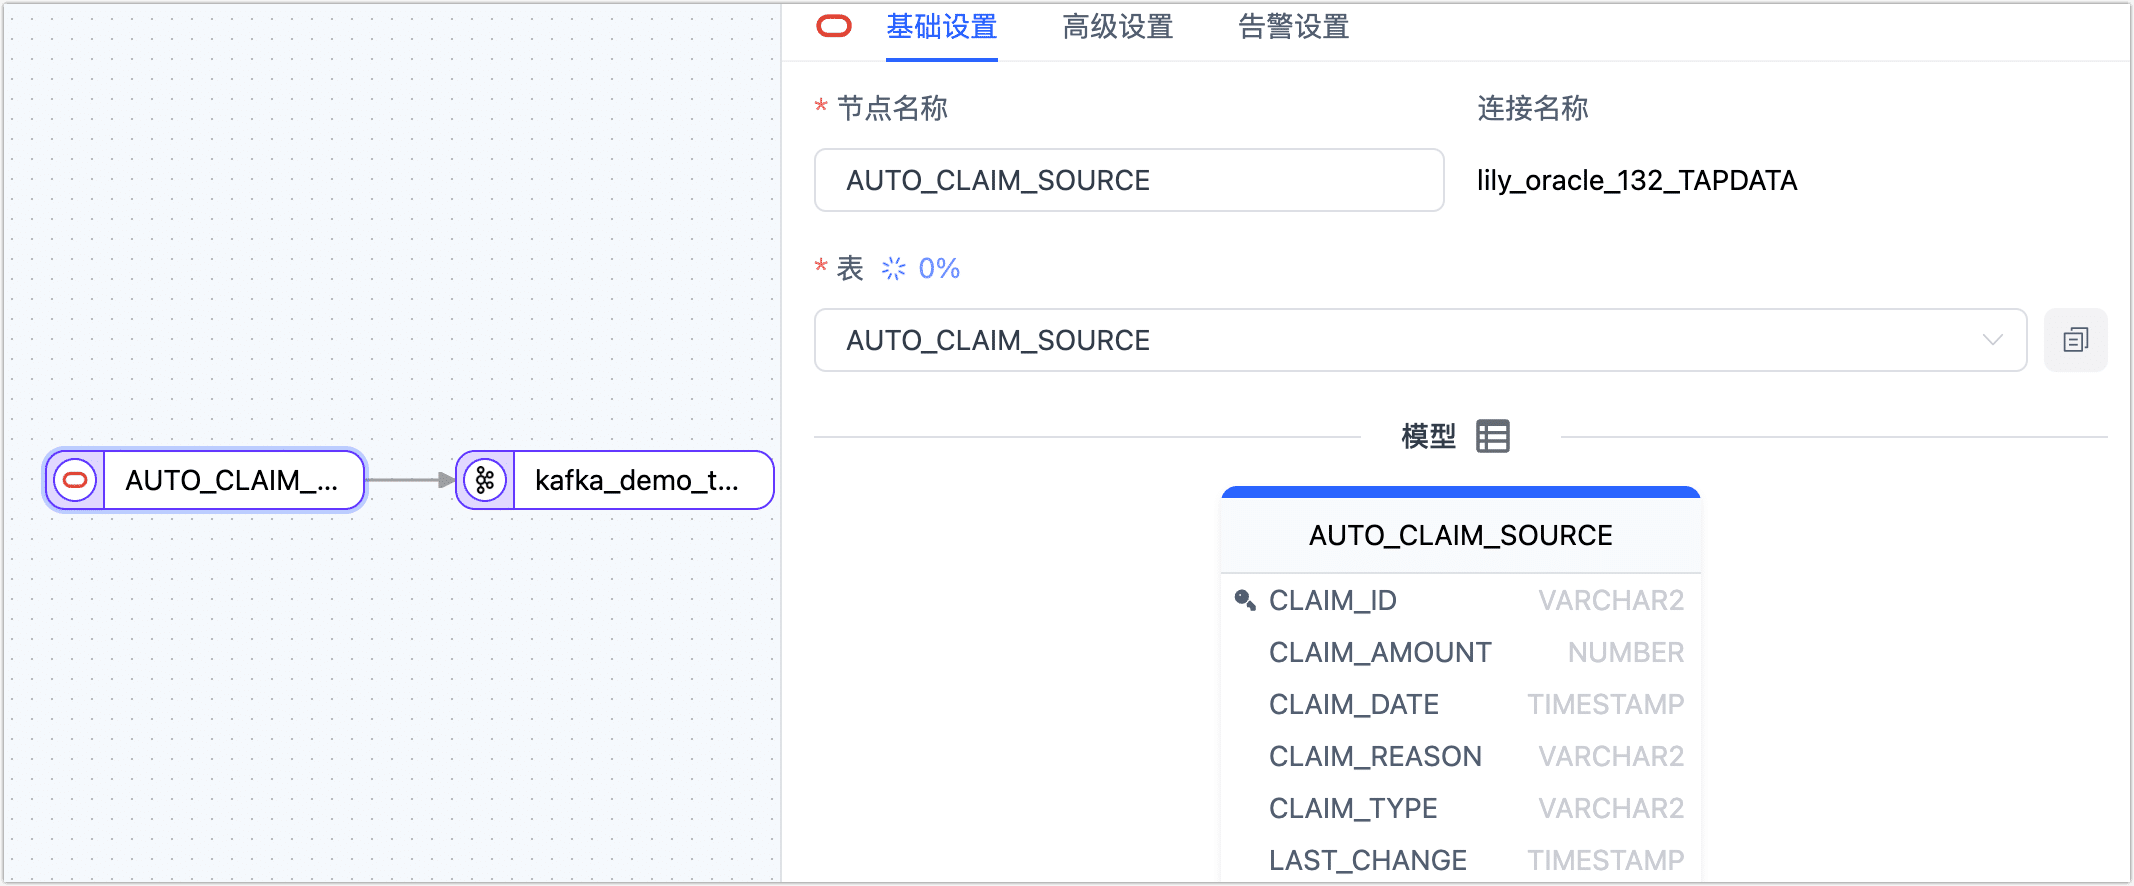 基础设置 高级设置 告警设置
* 节点名称 连接名称
AUTO_CLAIM_SOURCE lily_oracle_132_TAPDATA
* 表 0%
AUTO_CLAIM_SOURCE
模型
AUTO_CLAIM_... kafka_demo_t...
AUTO_CLAIM_SOURCE
CLAIM_ID VARCHAR2
CLAIM_AMOUNT NUMBER
CLAIM_DATE TIMESTAMP
CLAIM_REASON VARCHAR2
CLAIM_TYPE VARCHAR2
LAST_CHANGE TIMESTAMP